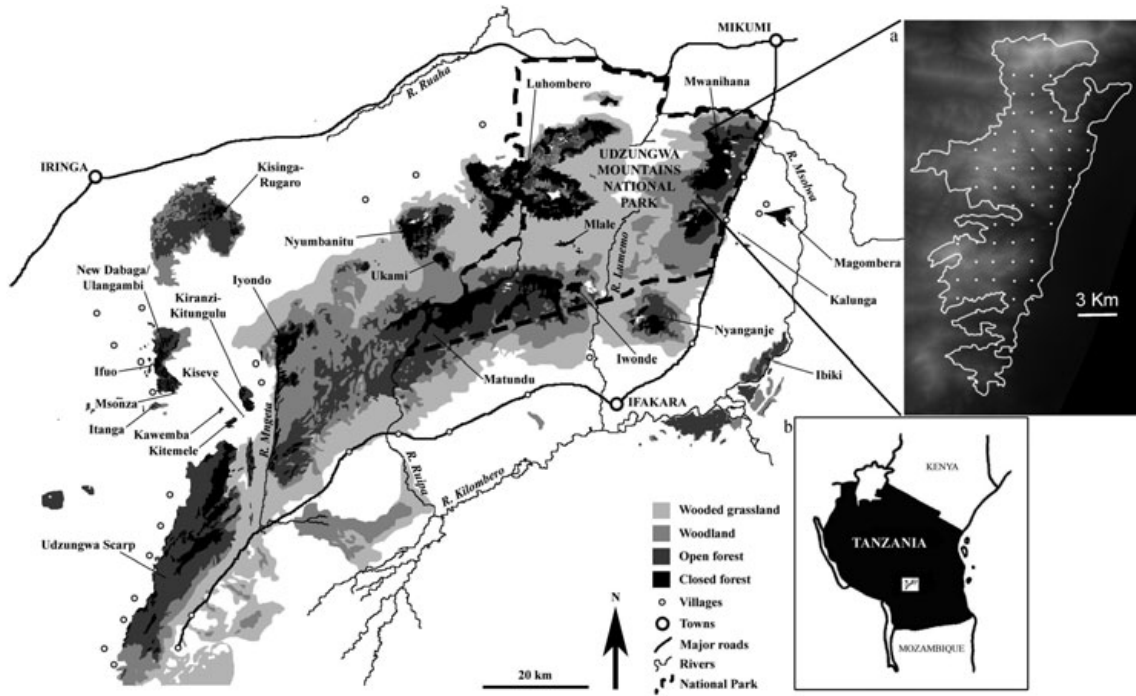 MIKUMI
a
R. Ruaha
Luhombero
Mwanihana
IRINGA
Kisinga-
Rugaro
UDZUNGWA
MOUNTAINS
NATIONAL
PARK
R. Msolwa
Nyumbanitu
Mlale
Ukami
R. Lumemo
Magombera
New Dabaga/
Ulangambi
Iyondo
Kiranzi-
Kitungulu
Kalunga
3 Km
Nyanganje
Ifuo
Kiseve
Iwonde
Matundu
Ibiki
Msonza
Itanga
Kawemba
Kitemele
R. Mngeta
IFAKARA
b
R. Ruipa
R. Kilombero
KENYA
Udzungwa Scarp
Wooded grassland
Woodland
Open forest
Closed forest
Villages
Towns
Major roads
Rivers
National Park
N
20 km
TANZANIA
MOZAMBIQUE